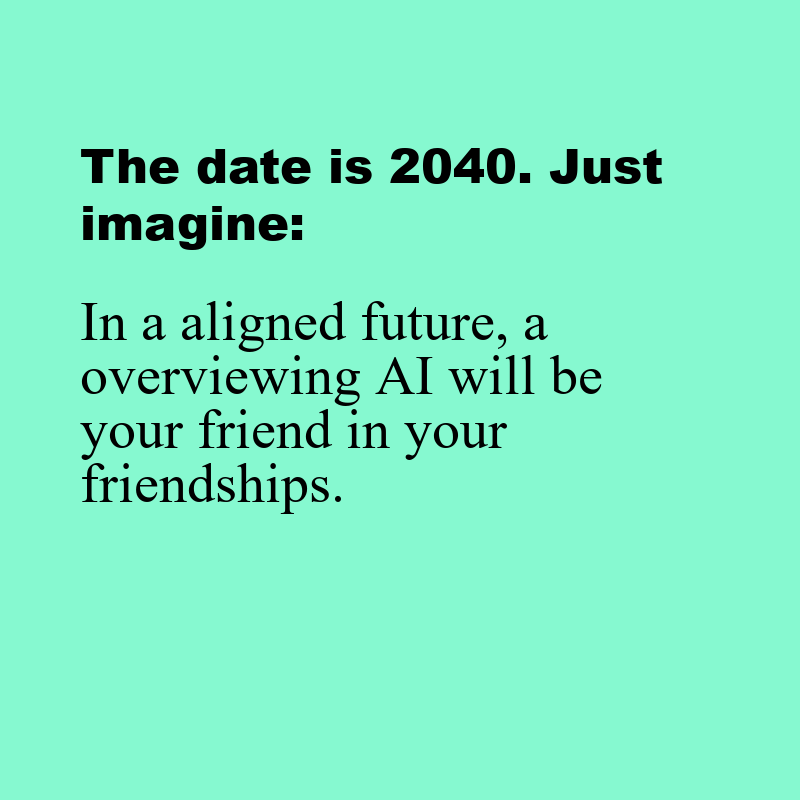 The date is 2040. Just
imagine:
In a aligned future, a
overviewing AI will be
your friend in your
friendships.